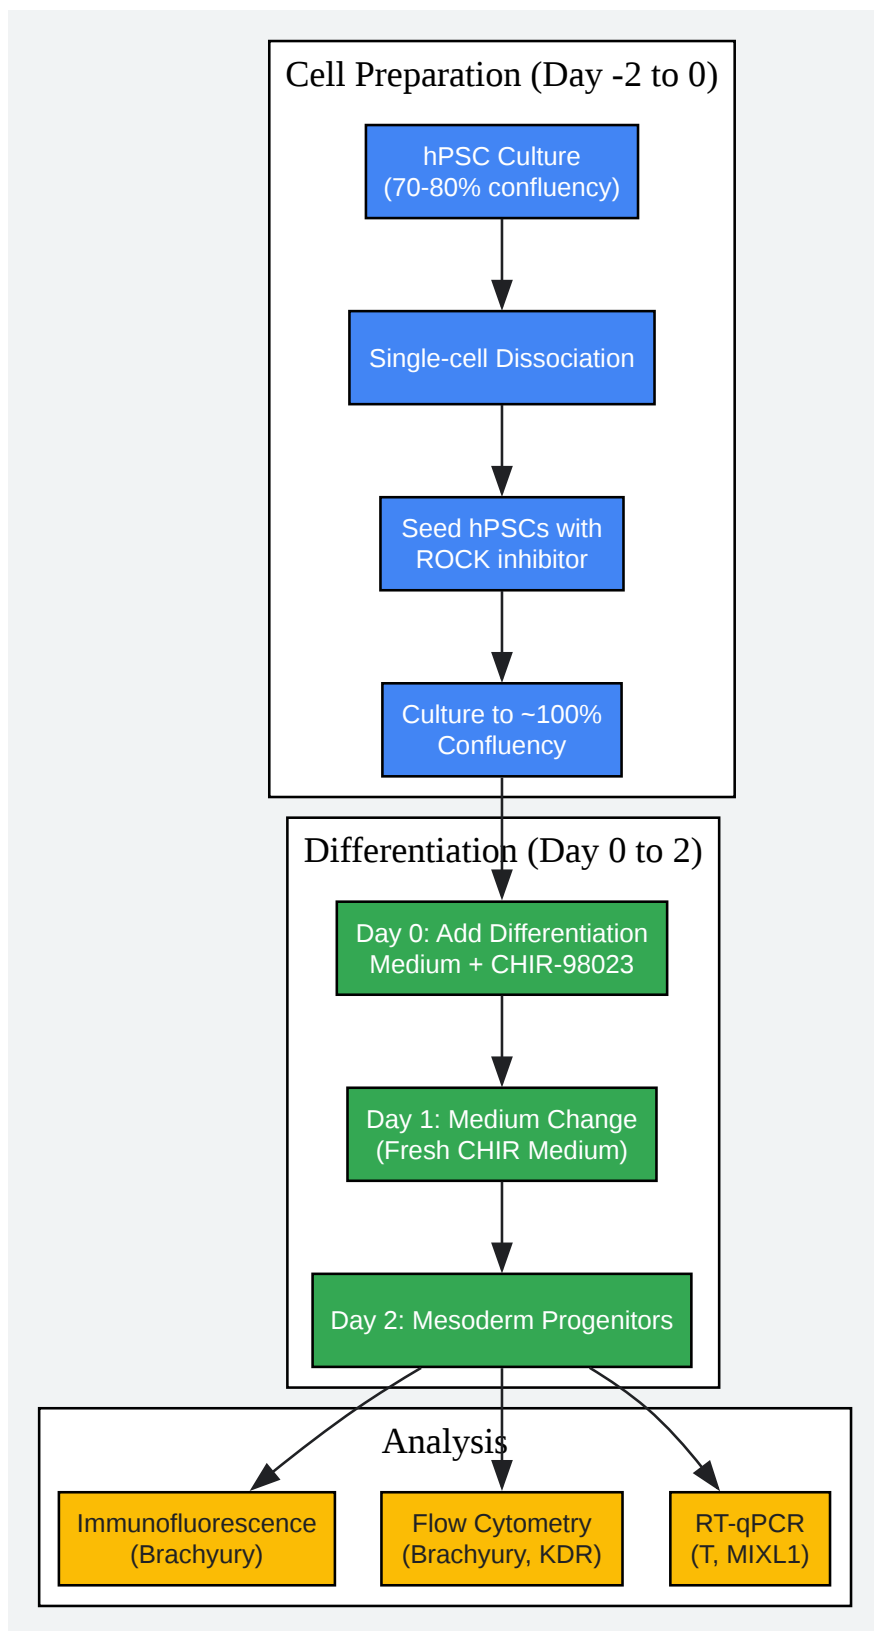 Cell Preparation (Day -2 to 0)
hPSC Culture
(70-80% confluency)
Single-cell Dissociation
Seed hPSCs with
ROCK inhibitor
Culture to ~100%
Confluency
Differentiation (Day 0 to 2)
Day 0: Add Differentiation
Medium + CHIR-98023
Day 1: Medium Change
(Fresh CHIR Medium)
Day 2: Mesoderm Progenitors
Analysis
Immunofluorescence
(Brachyury)
Flow Cytometry
(Brachyury, KDR)
RT-qPCR
(T, MIXL1)